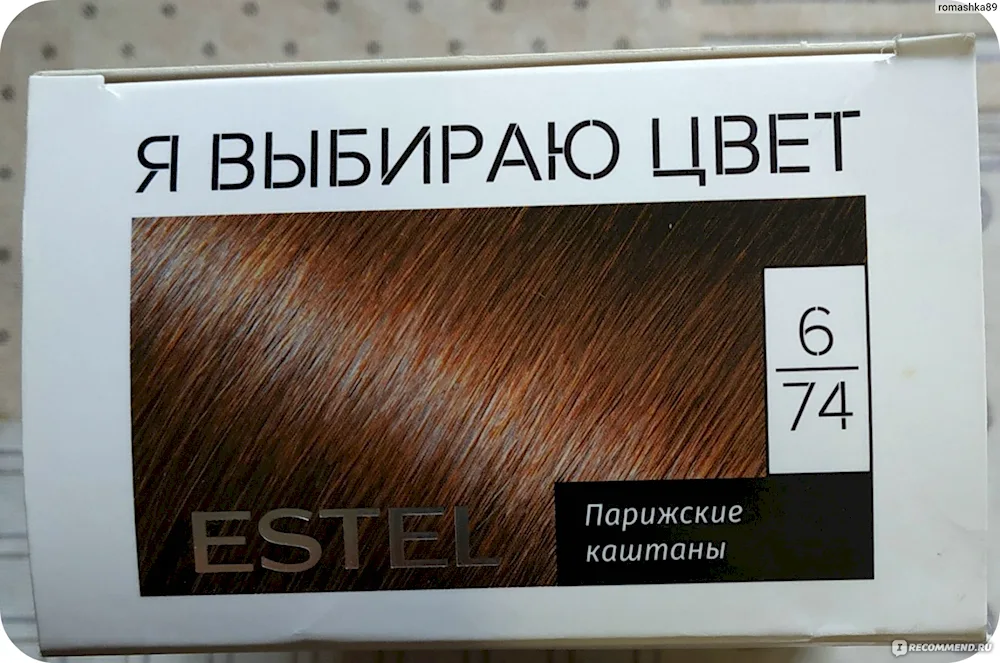 romashka89
Я ВЫБИРАЮ ЦВЕТ
6
74
ESTEL
Парижские
каштаны
RECOMMEND.RU